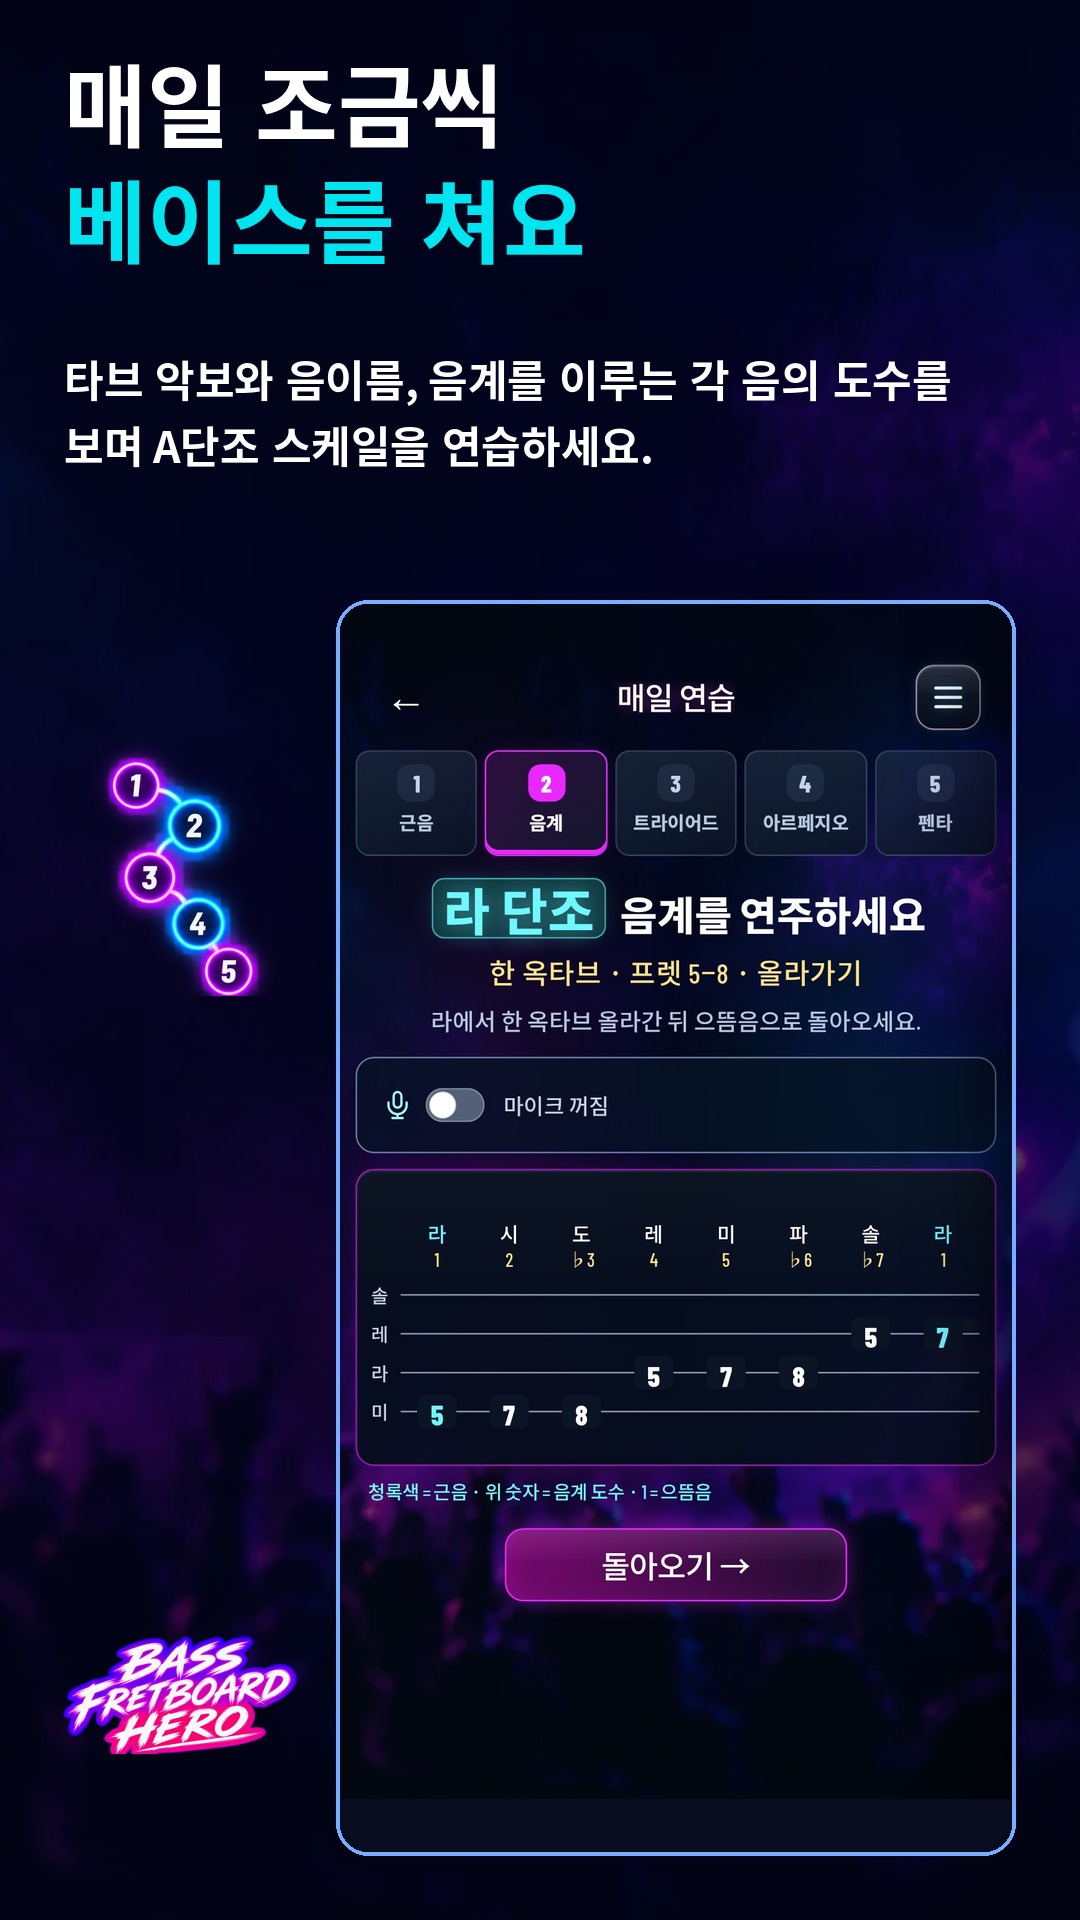 매일 조금씩
베이스를 쳐요
타브 악보와 음이름, 음계를 이루는 각 음의 도수를
보며 A단조 스케일을 연습하세요.
← 매일 연습
1 2 3 4 5
근음 음계 트라이어드 아르페지오 펜타
라 단조 음계를 연주하세요
한 옥타브 · 프렛 5–8 · 올라가기
라에서 한 옥타브 올라간 뒤 으뜸음으로 돌아오세요.
마이크 꺼짐
라 시 도 레 미 파 솔 라
1 2 ♭3 4 5 ♭6 ♭7 1
솔
레 5 7
라 5 7 8
미 5 7 8
청록색=근음 · 위 숫자=음계 도수 · 1=으뜸음
돌아오기 →
1
2
3
4
5
BASS
FRETBOARD
HERO